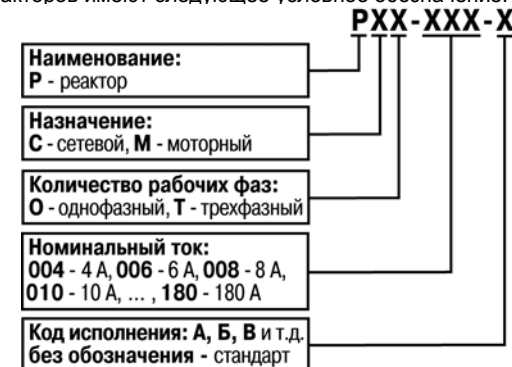 РХХ-ХХХ-Х
Наименование:
Р - реактор
Назначение:
С - сетевой, М - моторный
Количество рабочих фаз:
О - однофазный, Т - трехфазный
Номинальный ток:
004 - 4 А, 006 - 6 А, 008 - 8 А,
010 - 10 А, ... , 180 - 180 А
Код исполнения: А, Б, В и т.д.
без обозначения - стандарт